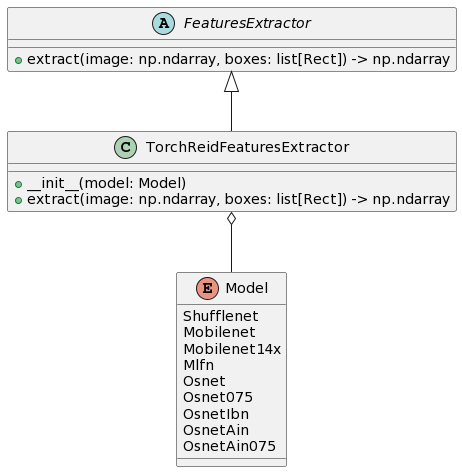 A FeaturesExtractor
extract(image: np.ndarray, boxes: list[Rect]) -> np.ndarray
C TorchReidFeaturesExtractor
__init__(model: Model)
extract(image: np.ndarray, boxes: list[Rect]) -> np.ndarray
E Model
Shufflenet
Mobilenet
Mobilenet14x
Mlfn
Osnet
Osnet075
OsnetIbn
OsnetAin
OsnetAin075